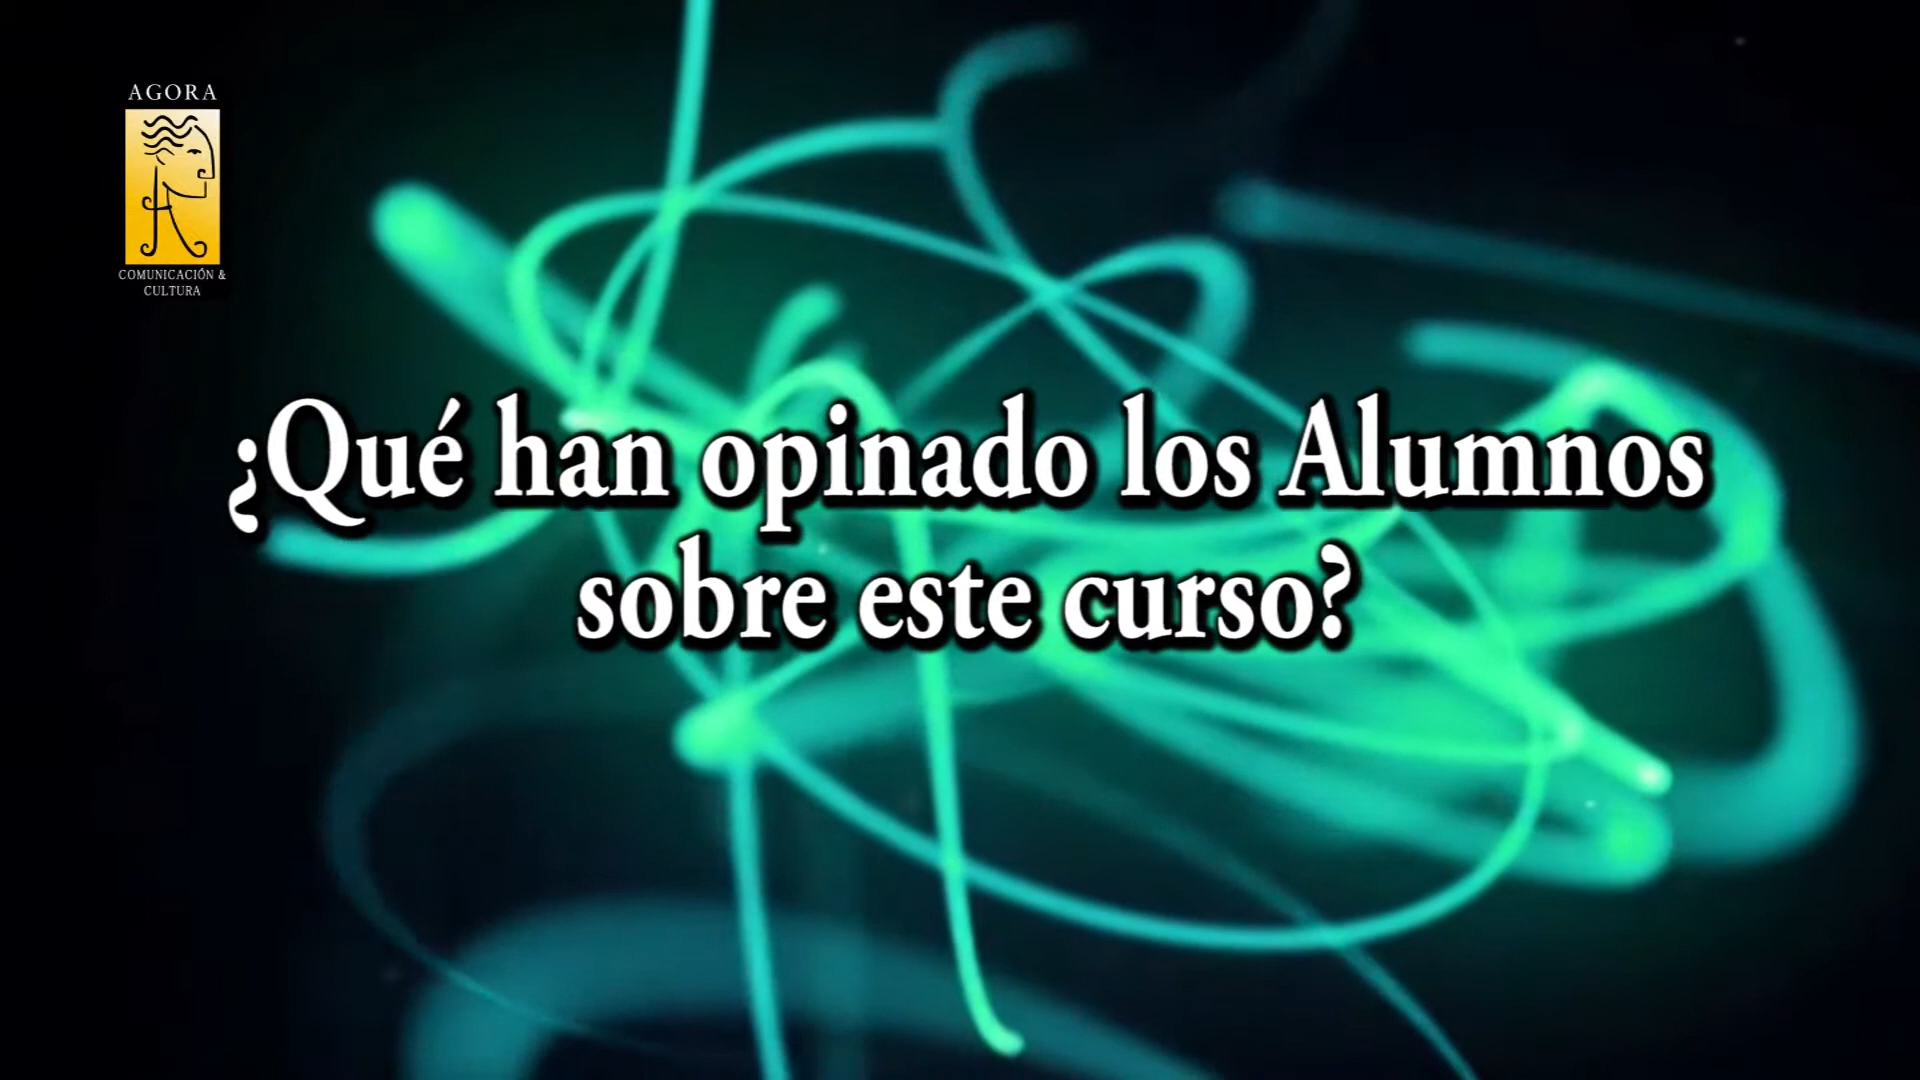 AGORA
COMUNICACIÓN &
CULTURA
¿Qué han opinado los Alumnos
sobre este curso?